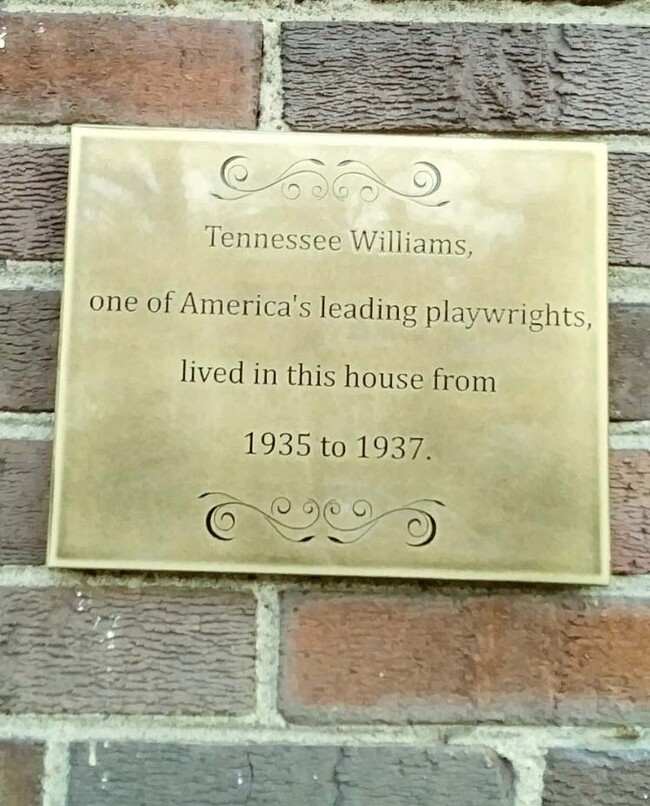 Tennessee Williams,
one of America's leading playwrights,
lived in this house from
1935 to 1937.